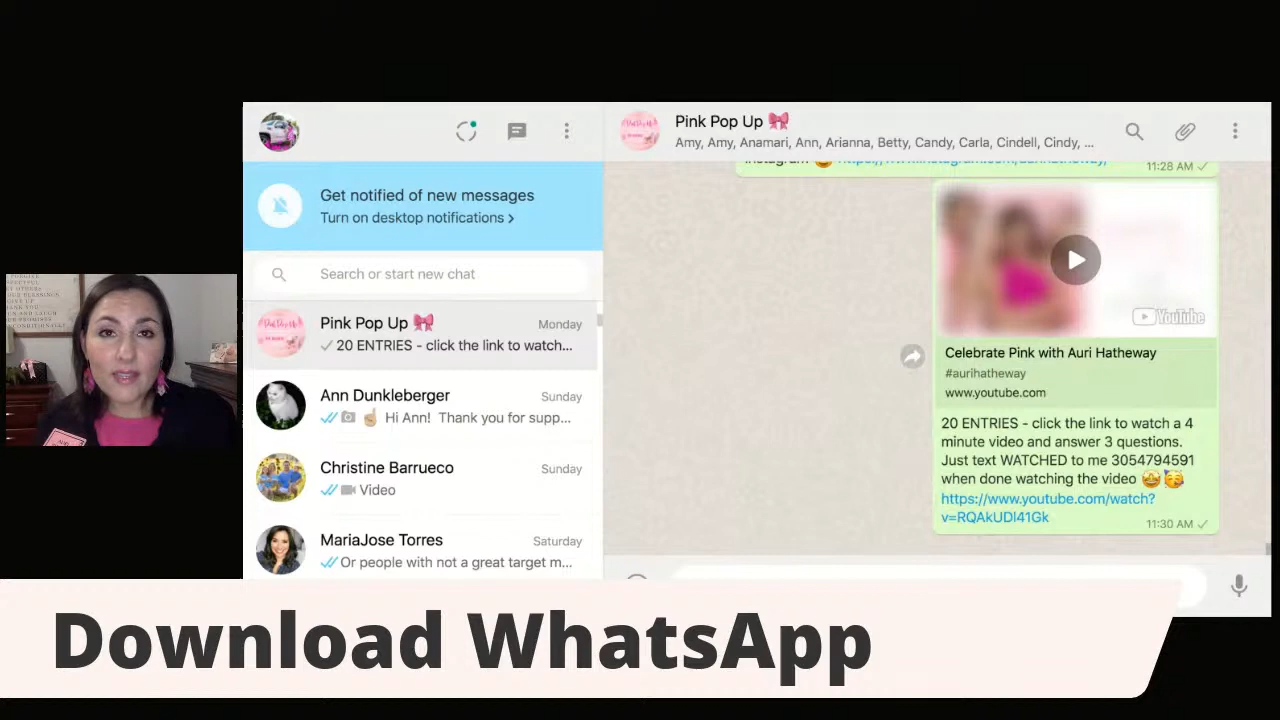 Pink Pop Up 🎀
Amy, Amy, Anamari, Ann, Arianna, Betty, Candy, Carla, Cindell, Cindy, ...
Get notified of new messages
Turn on desktop notifications >
Search or start new chat
Pink Pop Up 🎀
Monday
✓ 20 ENTRIES - click the link to watch...
Ann Dunkleberger
Sunday
Hi Ann! Thank you for supp...
Christine Barrueco
Sunday
Video
MariaJose Torres
Saturday
Or people with not a great target m...
11:28 AM
YouTube
Celebrate Pink with Auri Hatheway
#aurihatheway
www.youtube.com
20 ENTRIES - click the link to watch a 4
minute video and answer 3 questions.
Just text WATCHED to me 3054794591
when done watching the video 🤩🥳
https://www.youtube.com/watch?
v=RQAkUDl41Gk
11:30 AM
Download WhatsApp